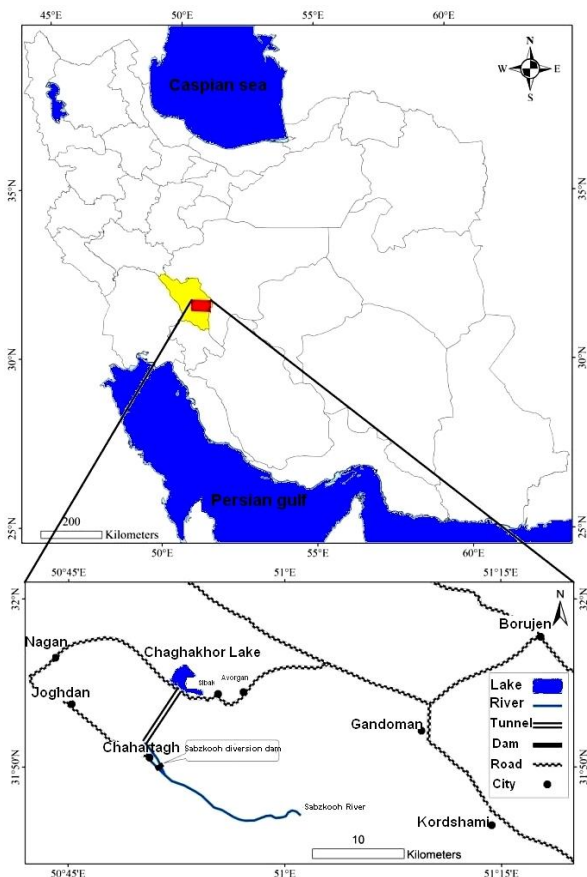 45°E 50°E 55°E 60°E
N
W E
S
Caspian sea
35°N 35°N
30°N 30°N
Persian gulf
25°N 25°N
200
Kilometers
50°E 55°E 60°E
50°45'E 51°E 51°15'E
32°N 32°N
N
Borujen
Nagan
Chaghakhor Lake
Sibak Avorgan
Joghdan
Lake
River
Tunnel
Dam
Road
City
Gandoman
Chahartagh
Sabzkooh diversion dam
31°50'N 31°50'N
Sabzkooh River
Kordshami
10
Kilometers
50°45'E 51°E 51°15'E